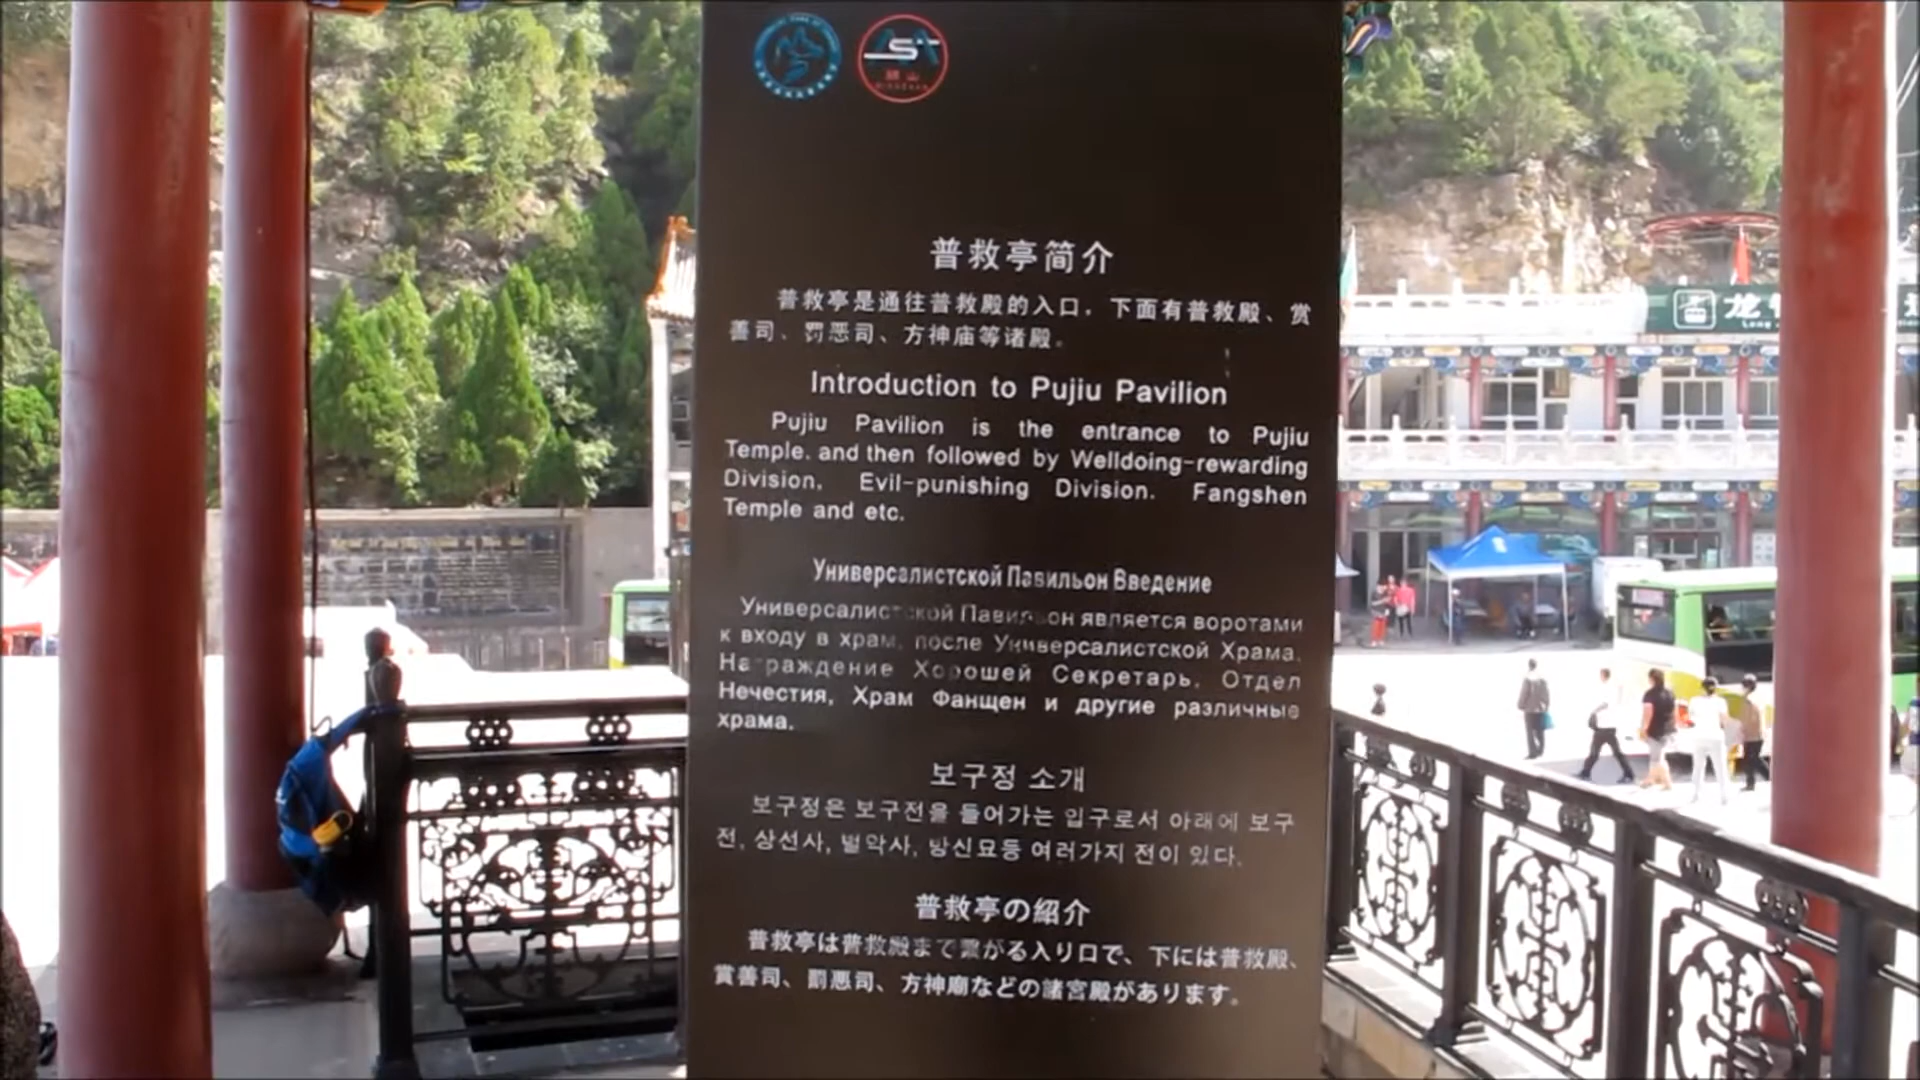 绵山
MIANSHAN
普救亭简介
普救亭是通往普救殿的入口，下面有普救殿、赏
善司、罚恶司、方神庙等诸殿。
Introduction to Pujiu Pavilion
Pujiu Pavilion is the entrance to Pujiu
Temple. and then followed by Welldoing-rewarding
Division, Evil-punishing Division. Fangshen
Temple and etc.
Универсалистской Павильон Введение
Универсалистской Павильон является воротами
к входу в храм, после Универсалистской Храма.
Награждение Хорошей Секретарь. Отдел
Нечестия, Храм Фанщен и другие различные
храма.
보구정 소개
보구정은 보구전을 들어가는 입구로서 아래에 보구
전, 상선사, 벌악사, 방신묘등 여러가지 전이 있다.
普救亭の紹介
普救亭は普救殿まで繋がる入り口で、下には普救殿、
賞善司、罰悪司、方神廟などの諸宮殿があります。
龙
Long